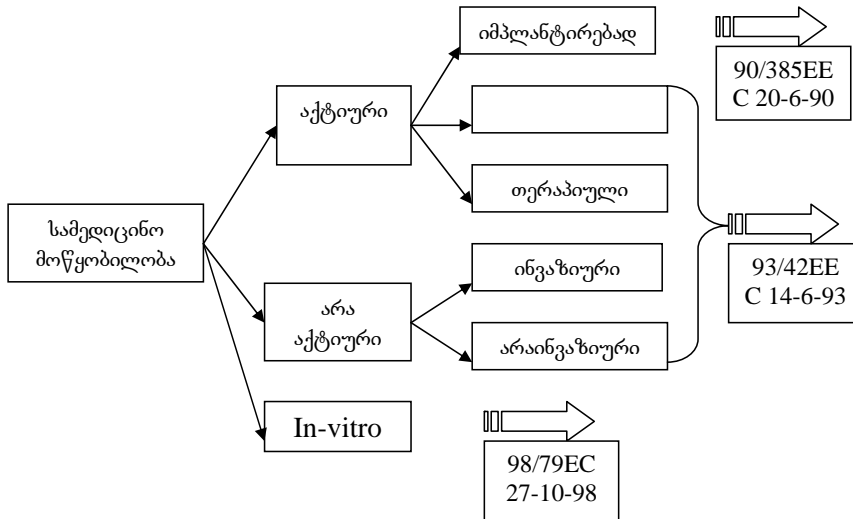 იმპლანტირებად
90/385EE
C 20-6-90
აქტიური
თერაპიული
სამედიცინო
მოწყობილობა
ინვაზიური
93/42EE
C 14-6-93
არა
აქტიური
არაინვაზიური
In-vitro
98/79EC
27-10-98